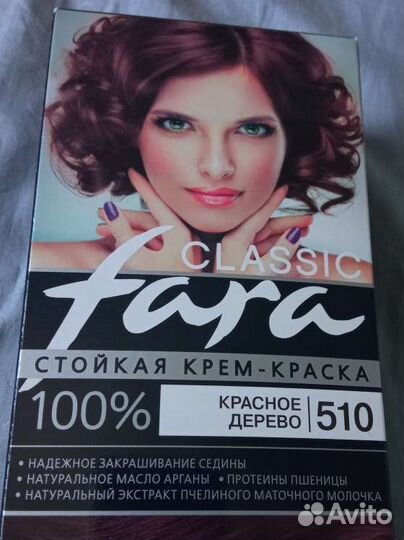 CLASSIC
fara
СТОЙКАЯ КРЕМ-КРАСКА
100%
КРАСНОЕ
ДЕРЕВО
510
• НАДЕЖНОЕ ЗАКРАШИВАНИЕ СЕДИНЫ
• НАТУРАЛЬНОЕ МАСЛО АРГАНЫ • ПРОТЕИНЫ ПШЕНИЦЫ
• НАТУРАЛЬНЫЙ ЭКСТРАКТ ПЧЕЛИНОГО МАТОЧНОГО МОЛОЧКА
Avito